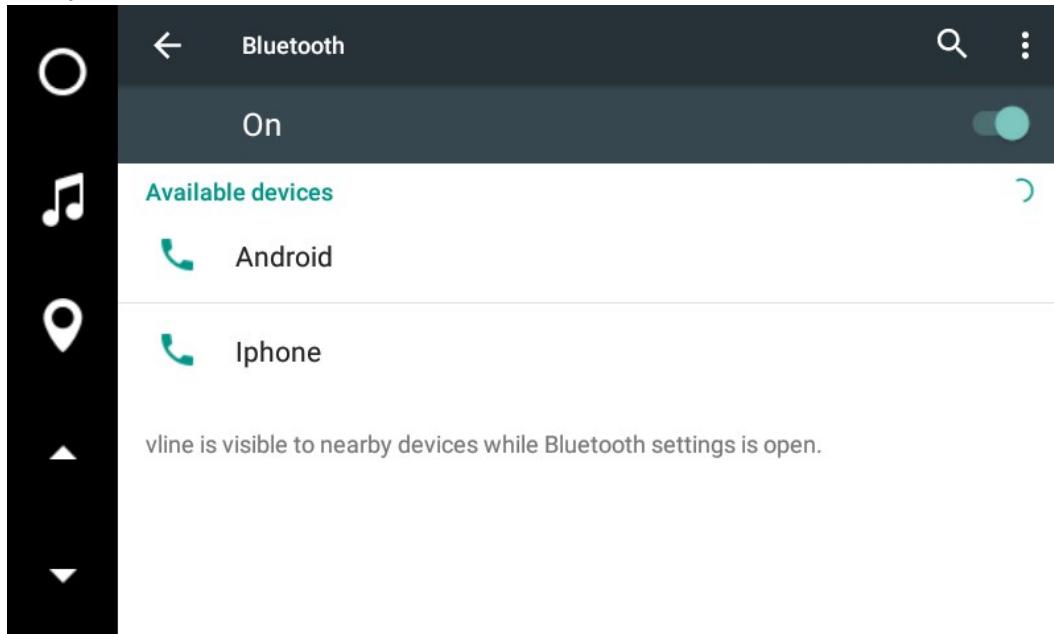 Bluetooth
On
Available devices
Android
Iphone
vline is visible to nearby devices while Bluetooth settings is open.